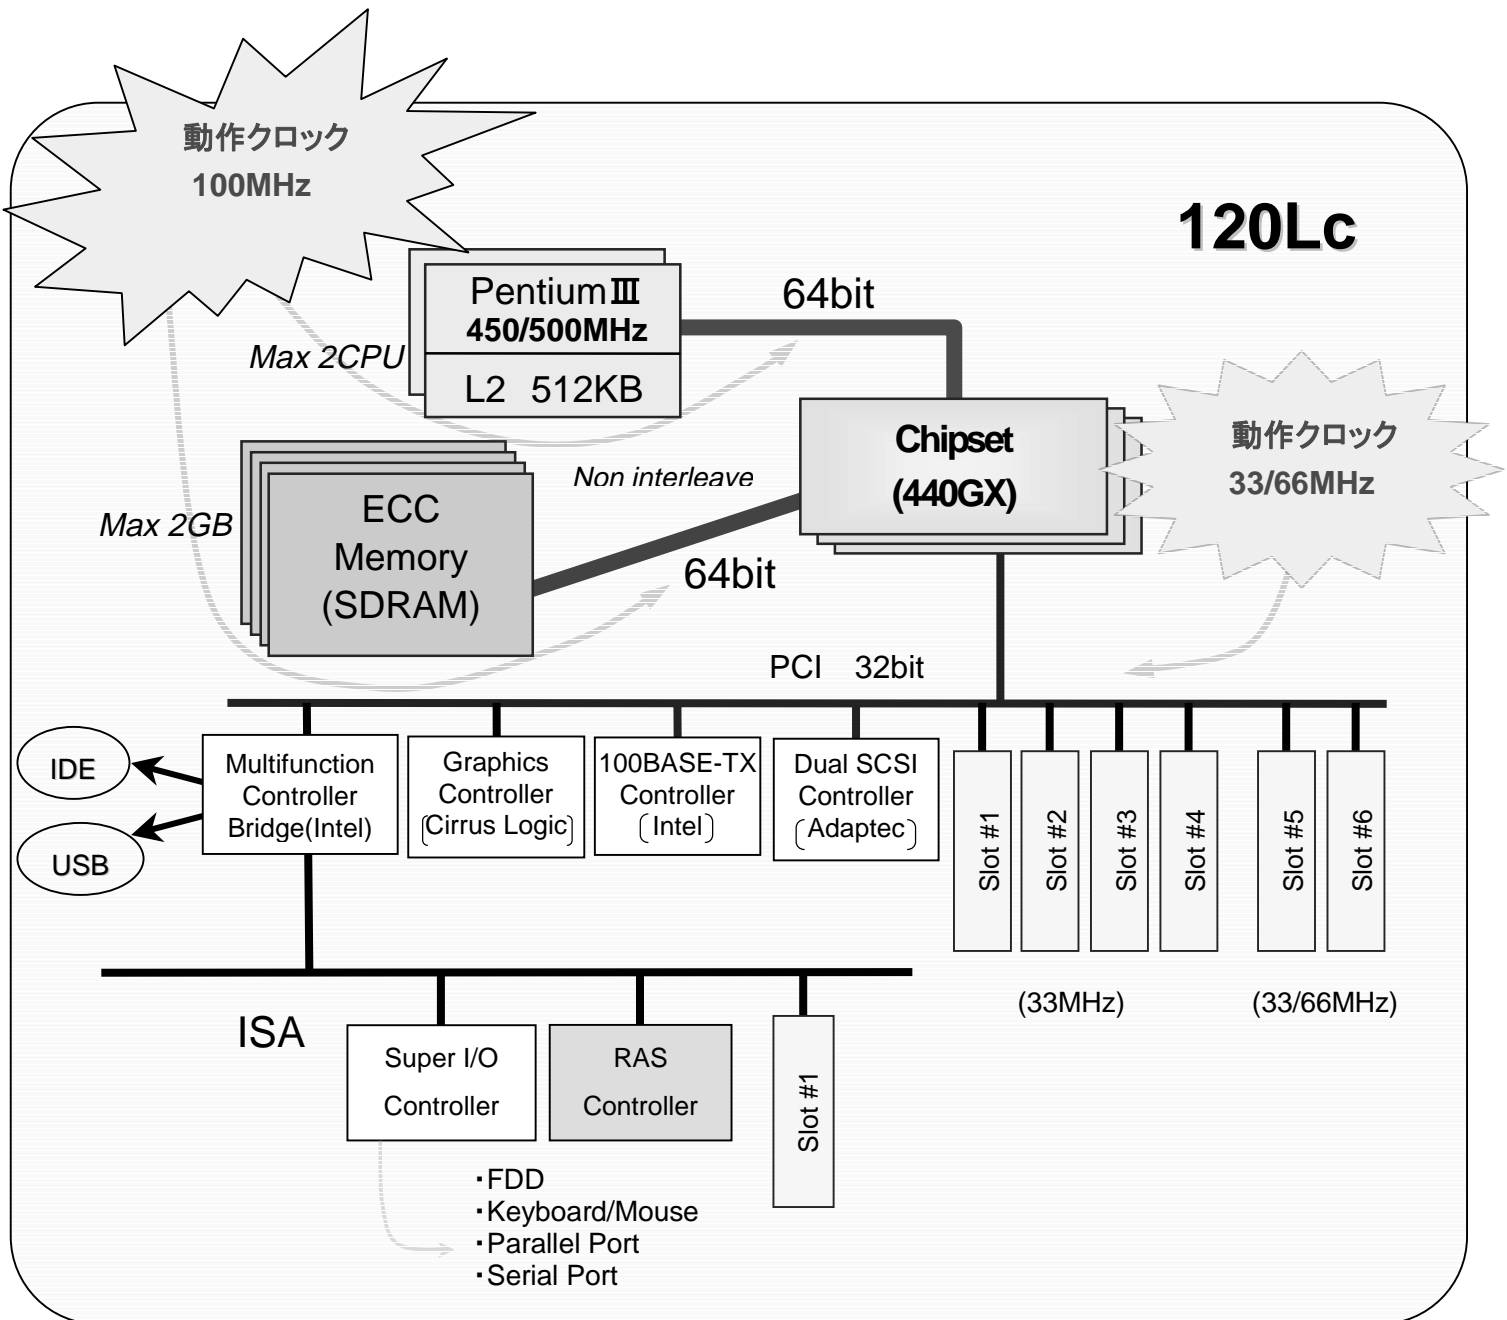 動作クロック
100MHz
120Lc
PentiumⅢ
450/500MHz
L2 512KB
Max 2CPU
64bit
Chipset
(440GX)
動作クロック
33/66MHz
Non interleave
ECC
Memory
(SDRAM)
Max 2GB
64bit
PCI 32bit
IDE
USB
Multifunction
Controller
Bridge(Intel)
Graphics
Controller
(Cirrus Logic)
100BASE-TX
Controller
(Intel)
Dual SCSI
Controller
(Adaptec)
Slot #1
Slot #2
Slot #3
Slot #4
Slot #5
Slot #6
(33MHz)
(33/66MHz)
ISA
Super I/O
Controller
RAS
Controller
Slot #1
・FDD
・Keyboard/Mouse
・Parallel Port
・Serial Port